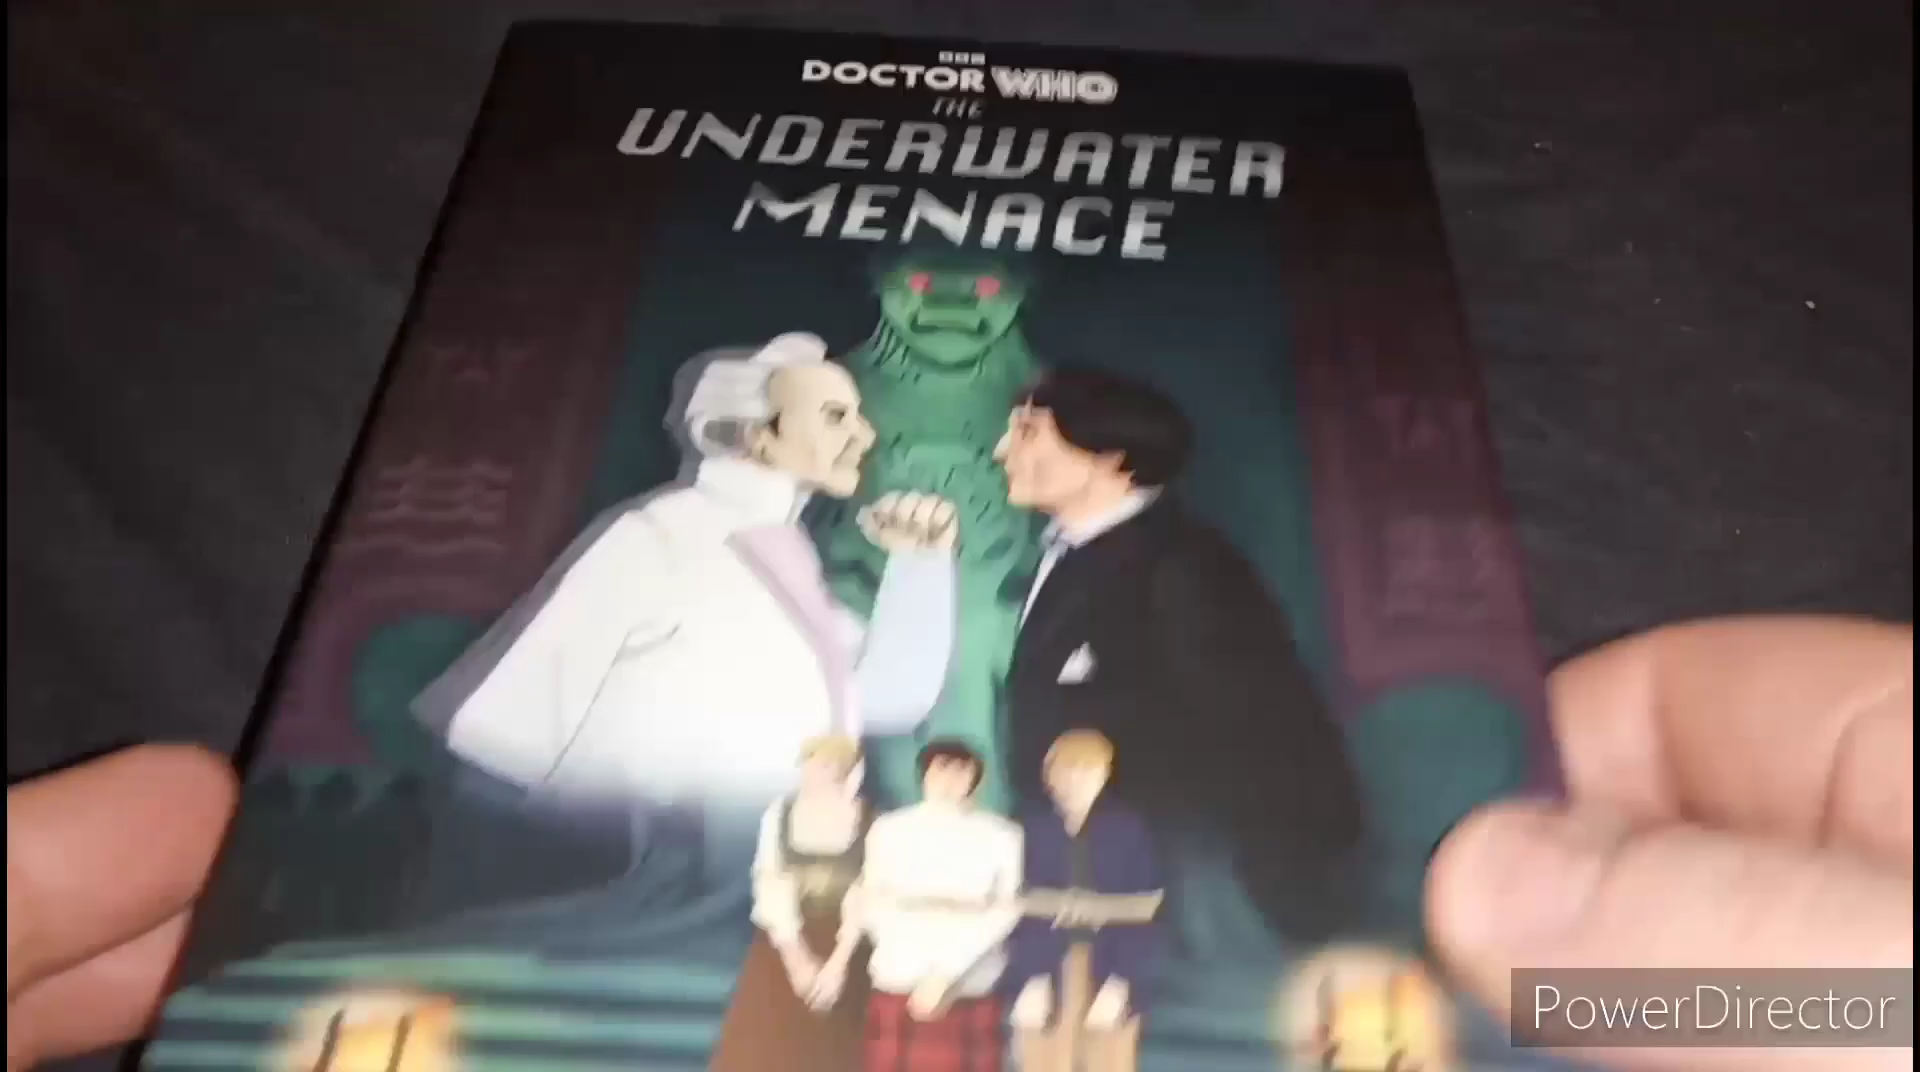 BBC
DOCTOR WHO
THE
UNDERWATER
MENACE
PowerDirector